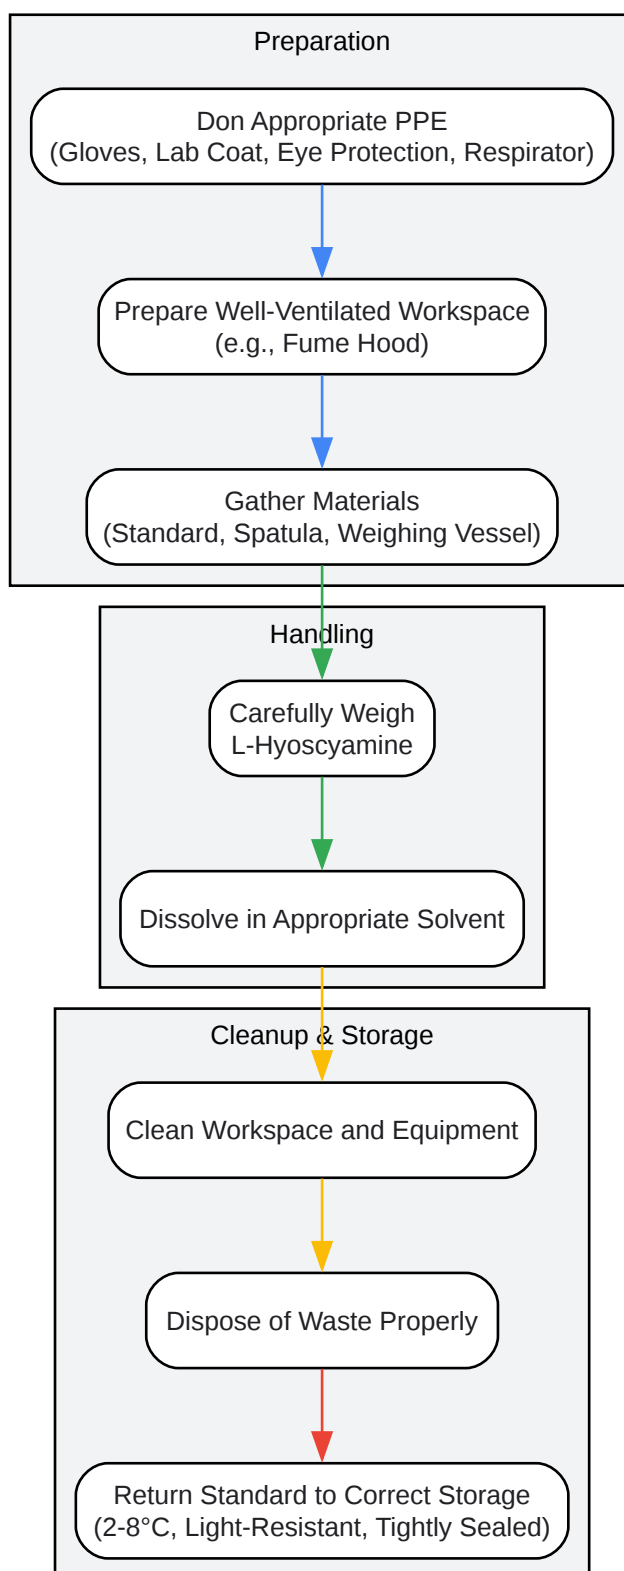 Preparation
Don Appropriate PPE
(Gloves, Lab Coat, Eye Protection, Respirator)
Prepare Well-Ventilated Workspace
(e.g., Fume Hood)
Gather Materials
(Standard, Spatula, Weighing Vessel)
Handling
Carefully Weigh
L-Hyoscyamine
Dissolve in Appropriate Solvent
Cleanup & Storage
Clean Workspace and Equipment
Dispose of Waste Properly
Return Standard to Correct Storage
(2-8°C, Light-Resistant, Tightly Sealed)